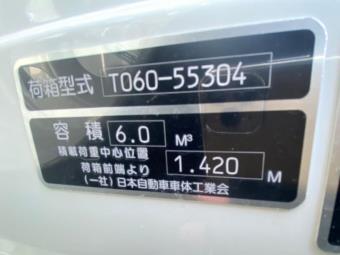 荷箱型式 T060-55304
容積 6.0 M³
積載荷重中心位置
荷箱前端より 1.420 M
(一社)日本自動車車体工業会